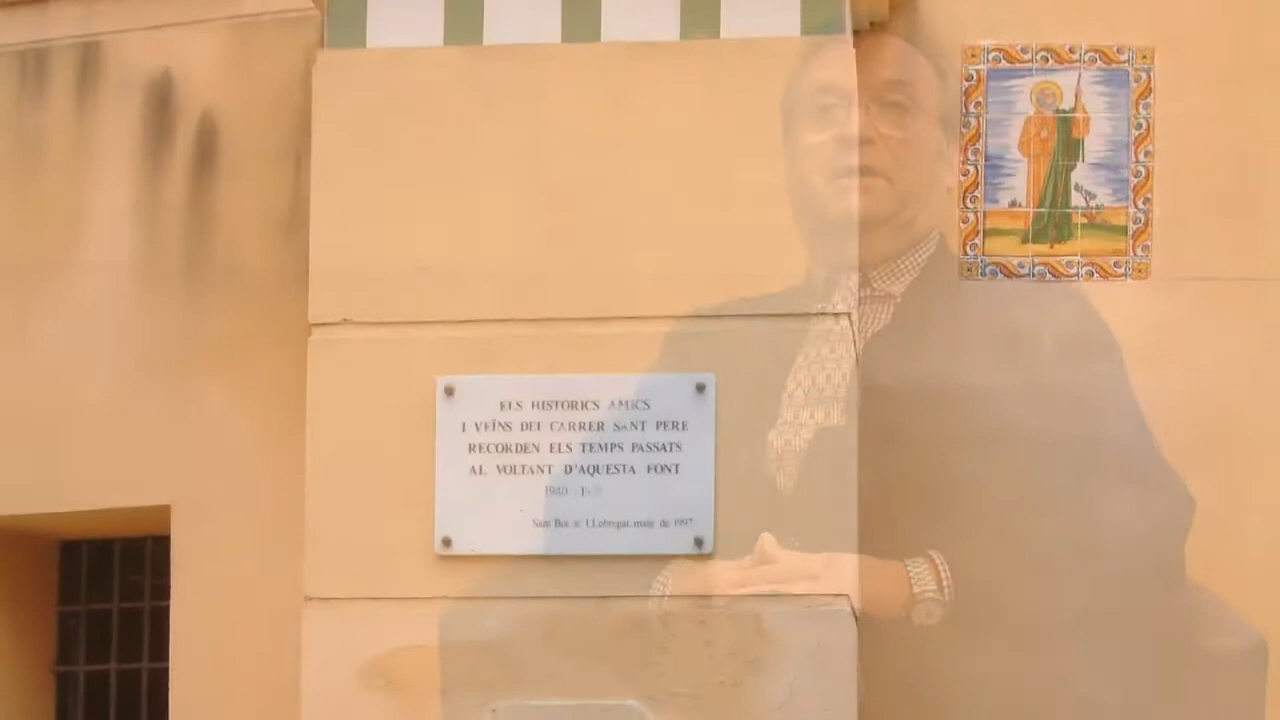 ELS HISTÒRICS AMICS
I VEÏNS DEL CARRER SANT PERE
RECORDEN ELS TEMPS PASSATS
AL VOLTANT D'AQUESTA FONT
1940
Sant Boi de Llobregat, maig de 1997